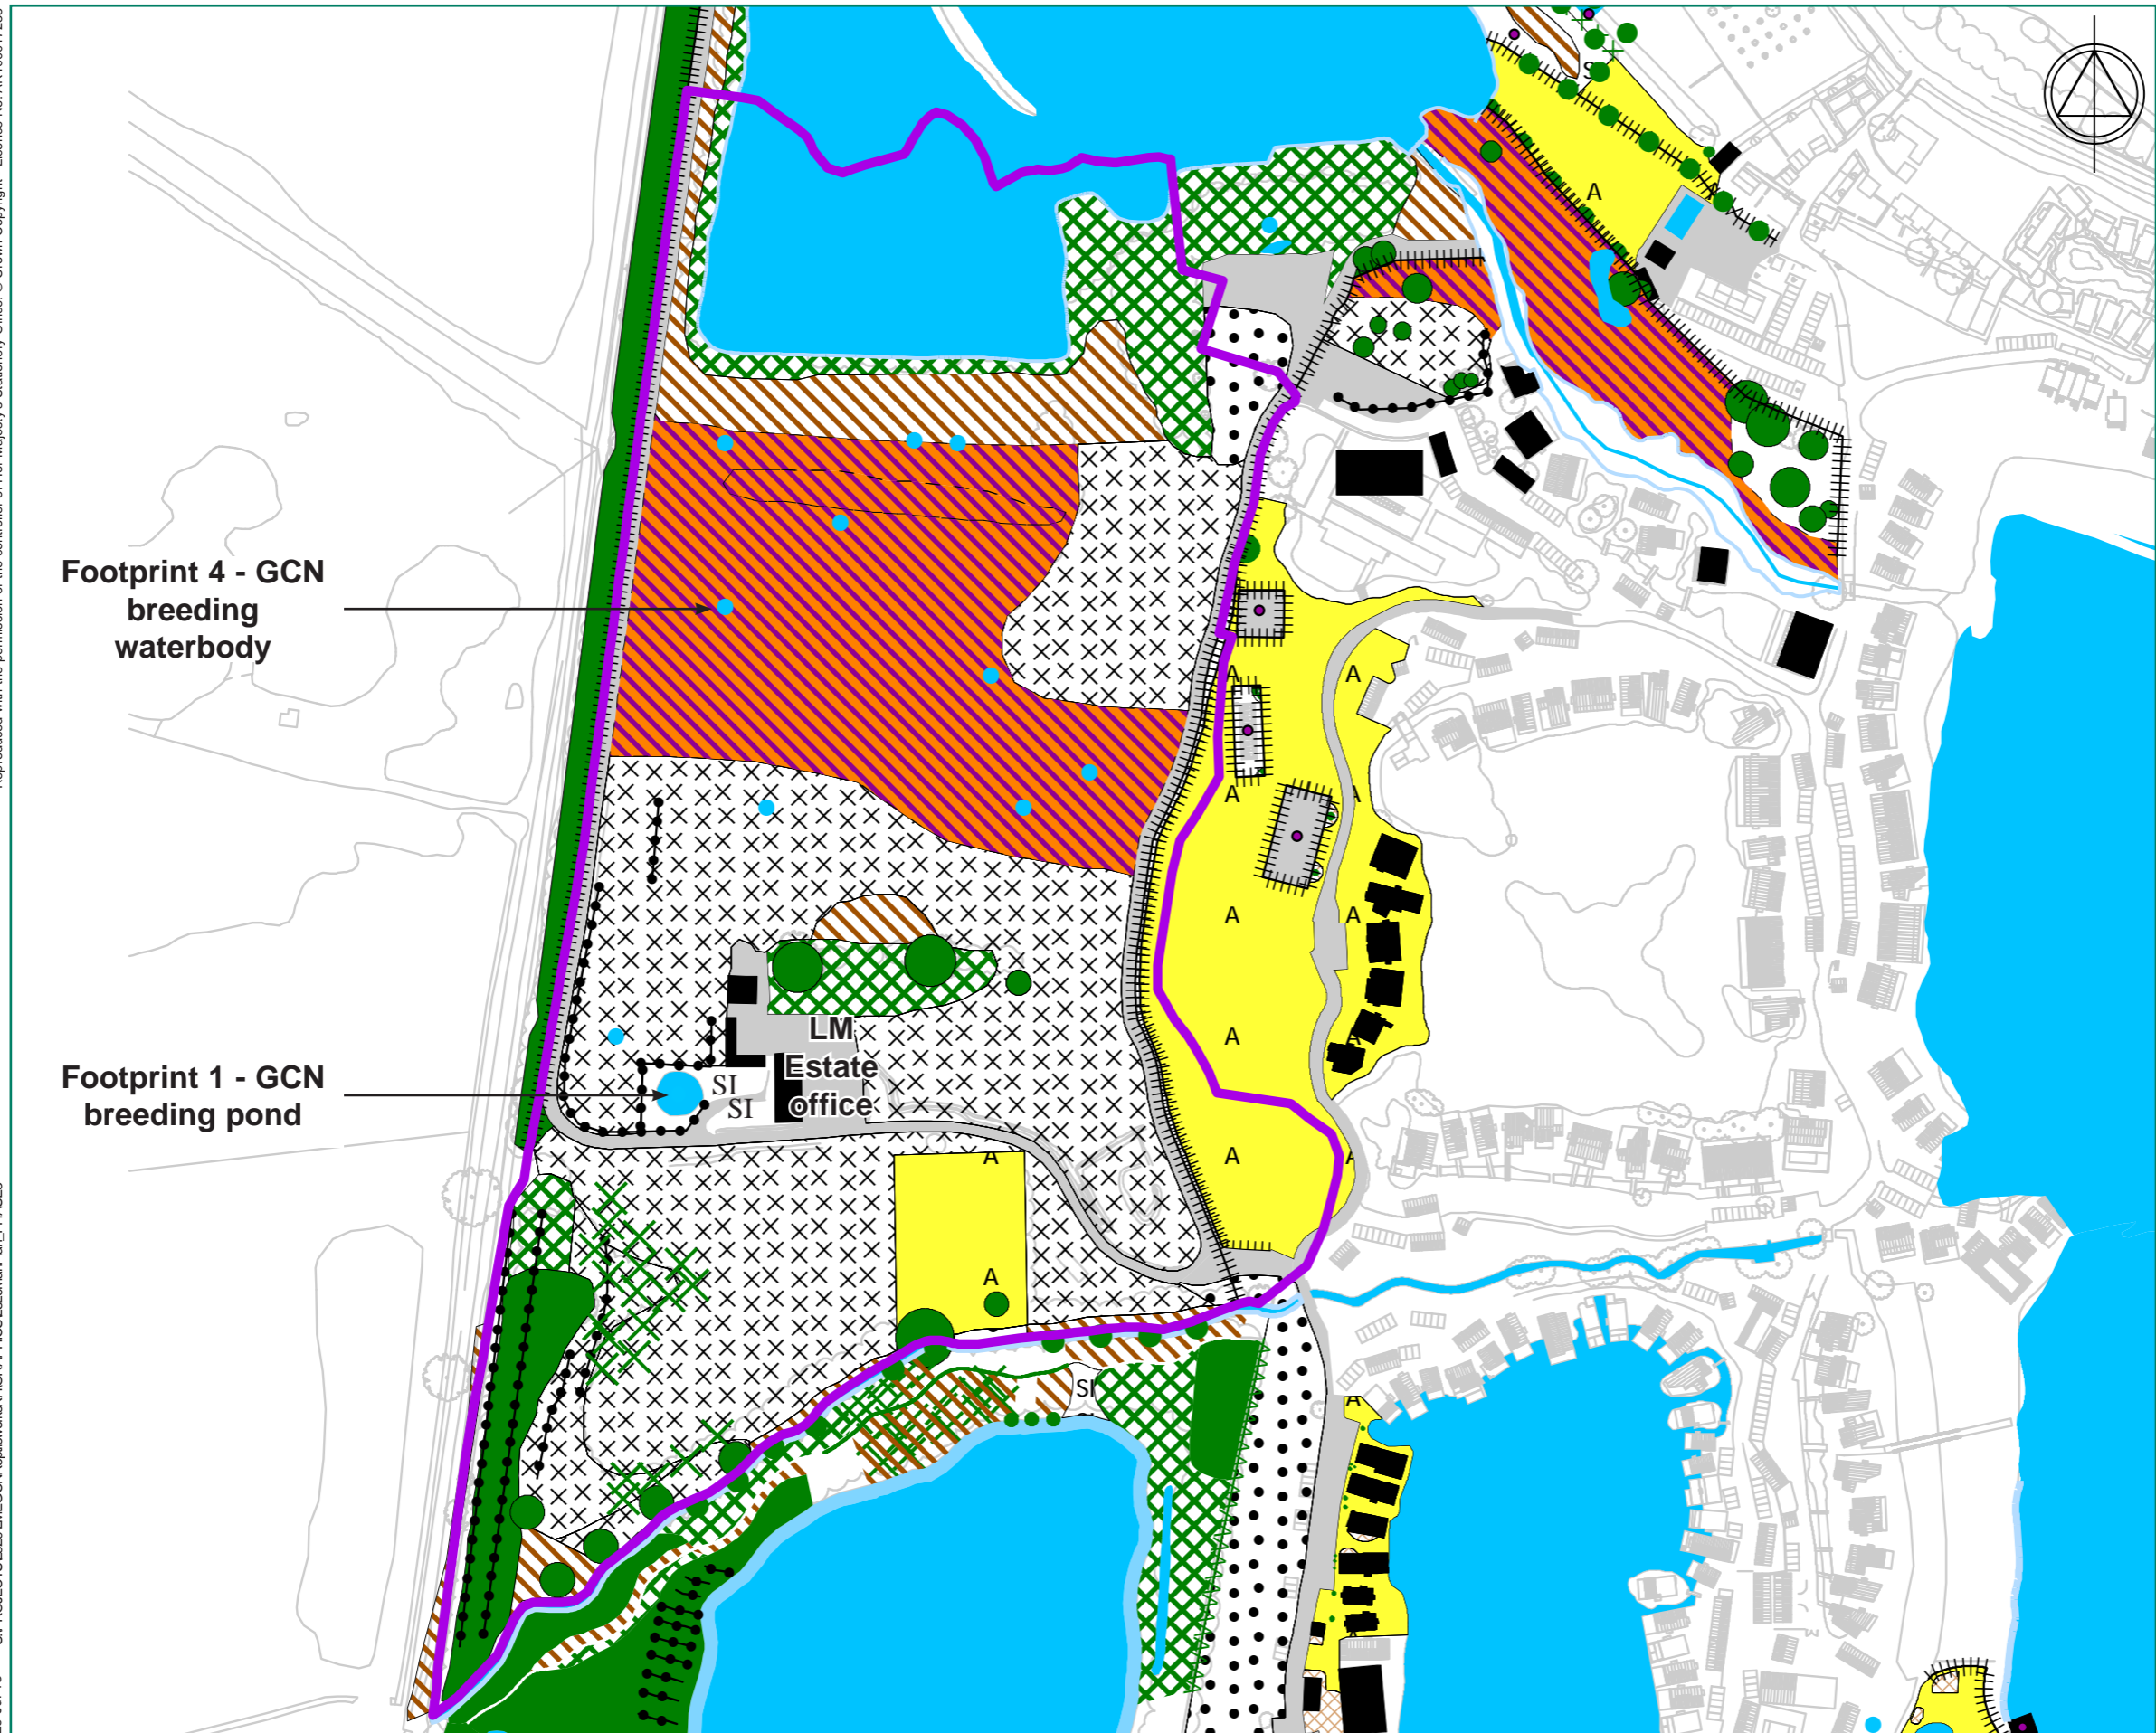 S
A
A
Footprint 4 - GCN
breeding
waterbody
A
A
A
A
A
A
LM
Estate
office
A
A
Footprint 1 - GCN
breeding pond
SI
SI
A
A
A
A
SI
A